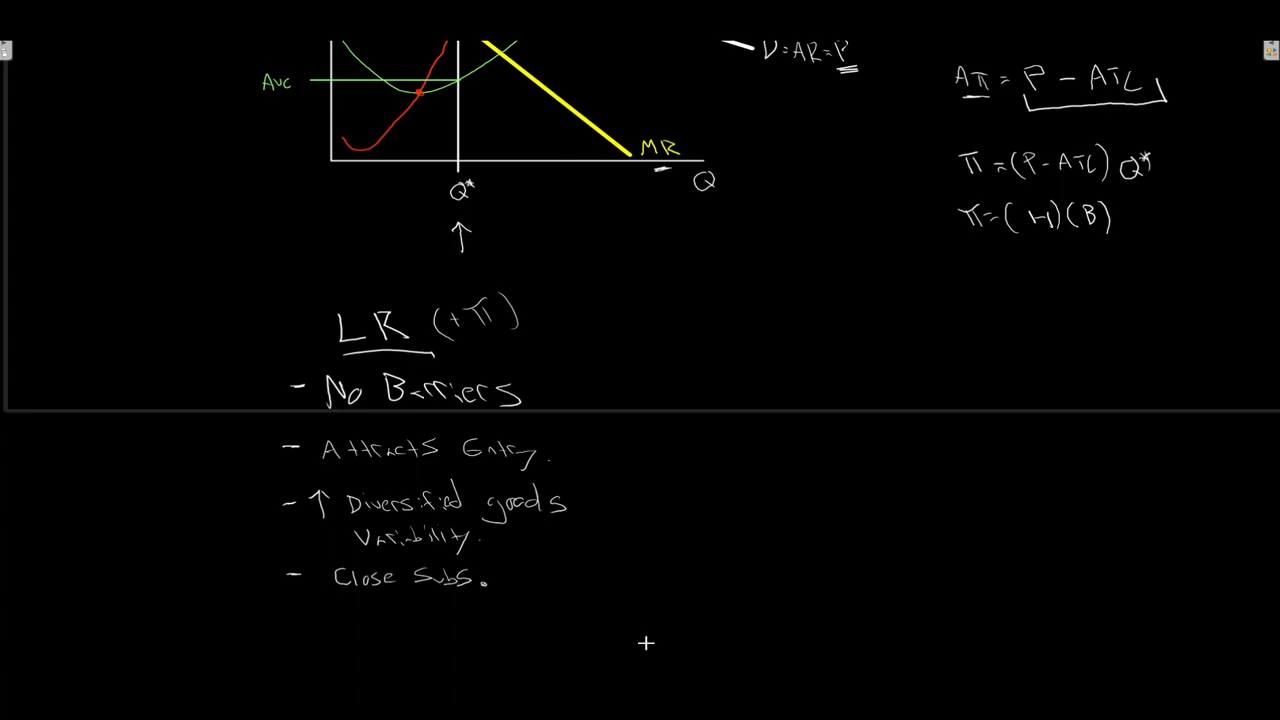 D=AR=P
AVC
Aπ = P - ATC
MR
π=(P-ATC) Q*
Q
Q*
π=(H)(B)
LR (+π)
- No Barriers
- Attracts Entry.
- ↑ Diversified goods
Variability.
- Close Subs.